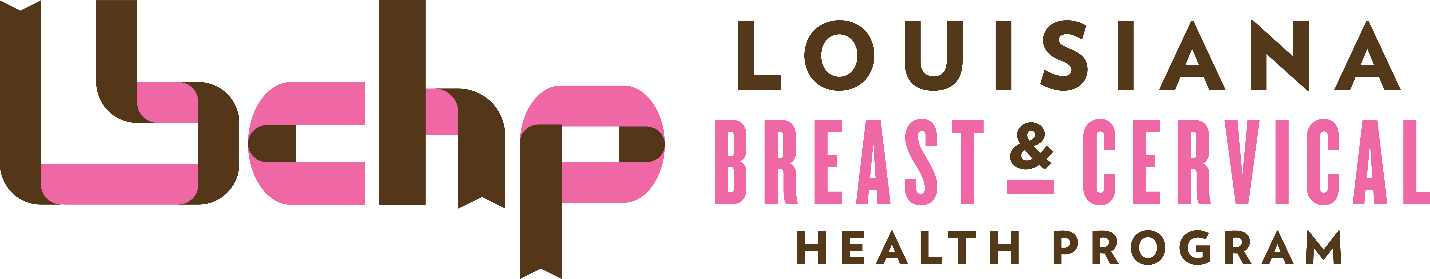 lbchp
LOUISIANA
BREAST & CERVICAL
HEALTH PROGRAM